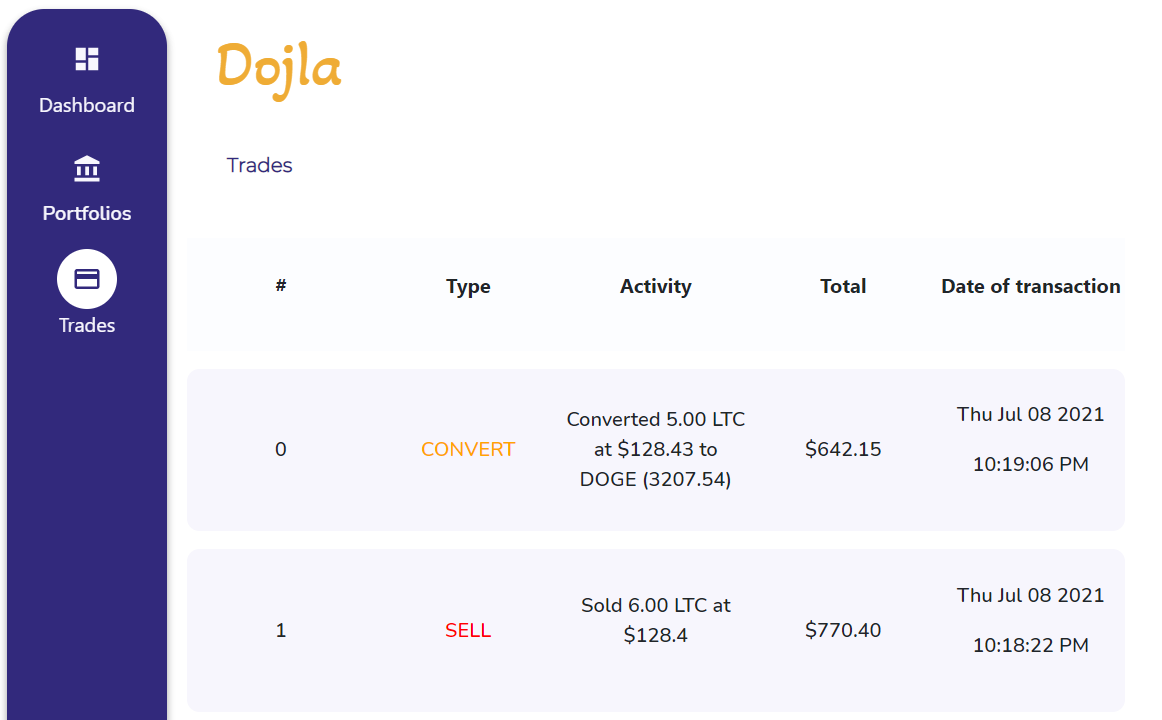 Dojla
Dashboard
Portfolios
Trades
Trades
# Type Activity Total Date of transaction
0 CONVERT Converted 5.00 LTC
at $128.43 to
DOGE (3207.54) $642.15 Thu Jul 08 2021
10:19:06 PM
1 SELL Sold 6.00 LTC at
$128.4 $770.40 Thu Jul 08 2021
10:18:22 PM